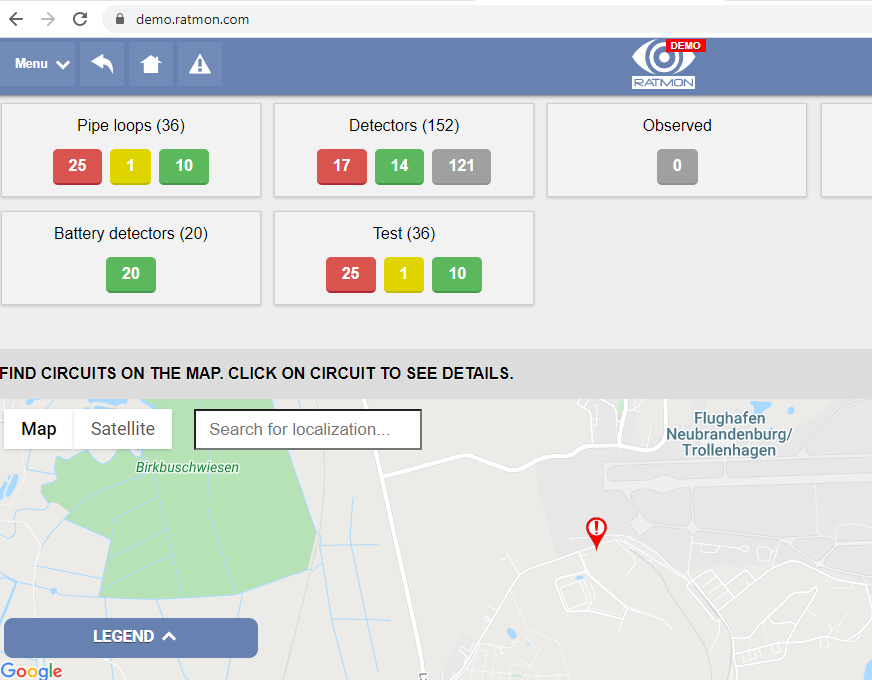 demo.ratmon.com
Menu
DEMO
RATMON
Pipe loops (36)
25 1 10
Detectors (152)
17 14 121
Observed
0
Battery detectors (20)
20
Test (36)
25 1 10
FIND CIRCUITS ON THE MAP. CLICK ON CIRCUIT TO SEE DETAILS.
Map Satellite
Search for localization...
Birkbuschwiesen
Flughafen
Neubrandenburg/
Trollenhagen
LEGEND
Google